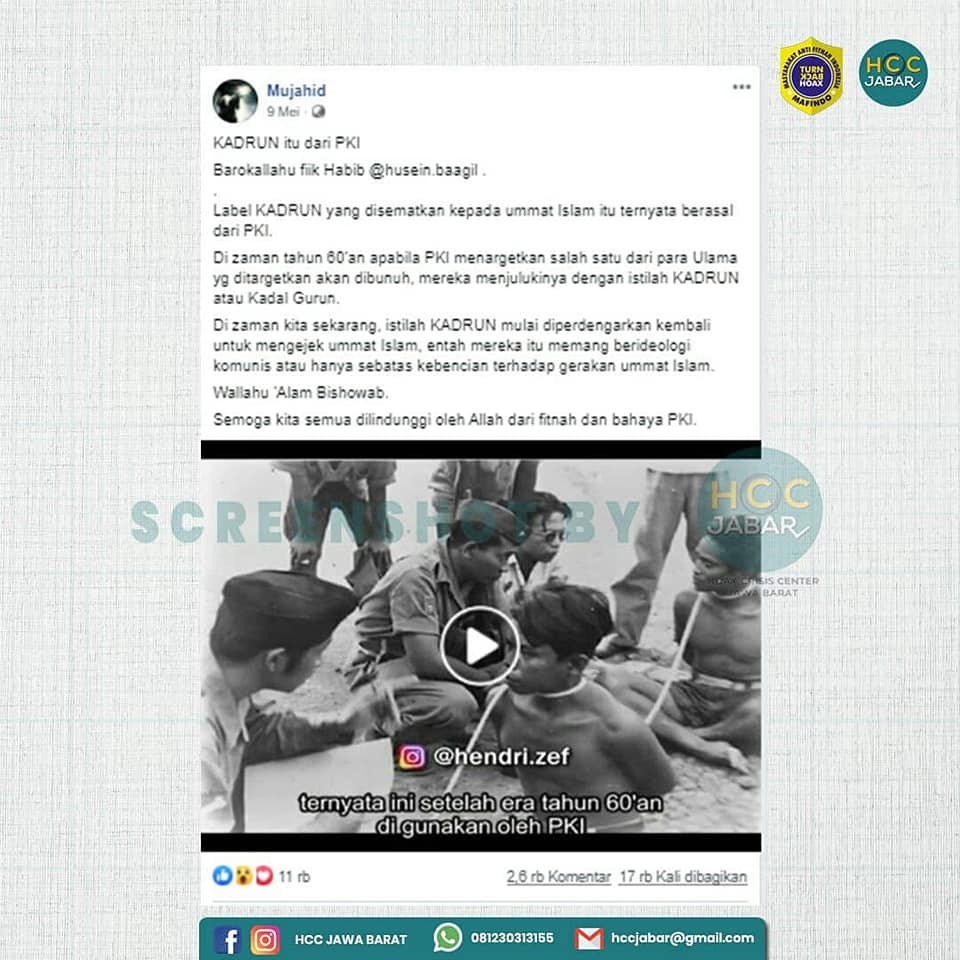 MASYARAKAT ANTI FITNAH INDONESIA
TURN
BACK
HOAX
MAFINDO
HCC
JABAR
Mujahid
9 Mei ·
KADRUN itu dari PKI
Barokallahu fiik Habib @husein.baagil .
.
Label KADRUN yang disematkan kepada ummat Islam itu ternyata berasal
dari PKI.
Di zaman tahun 60'an apabila PKI menargetkan salah satu dari para Ulama
yg ditargetkan akan dibunuh, mereka menjulukinya dengan istilah KADRUN
atau Kadal Gurun.
Di zaman kita sekarang, istilah KADRUN mulai diperdengarkan kembali
untuk mengejek ummat Islam, entah mereka itu memang berideologi
komunis atau hanya sebatas kebencian terhadap gerakan ummat Islam.
Wallahu 'Alam Bishowab.
Semoga kita semua dilindungi oleh Allah dari fitnah dan bahaya PKI.
SCREENSHOT BY
HCC
JABAR
HOAX CRISIS CENTER
JAWA BARAT
@hendri.zef
ternyata ini setelah era tahun 60'an
di gunakan oleh PKI
11 rb
2,6 rb Komentar 17 rb Kali dibagikan
HCC JAWA BARAT 081230313155 hccjabar@gmail.com